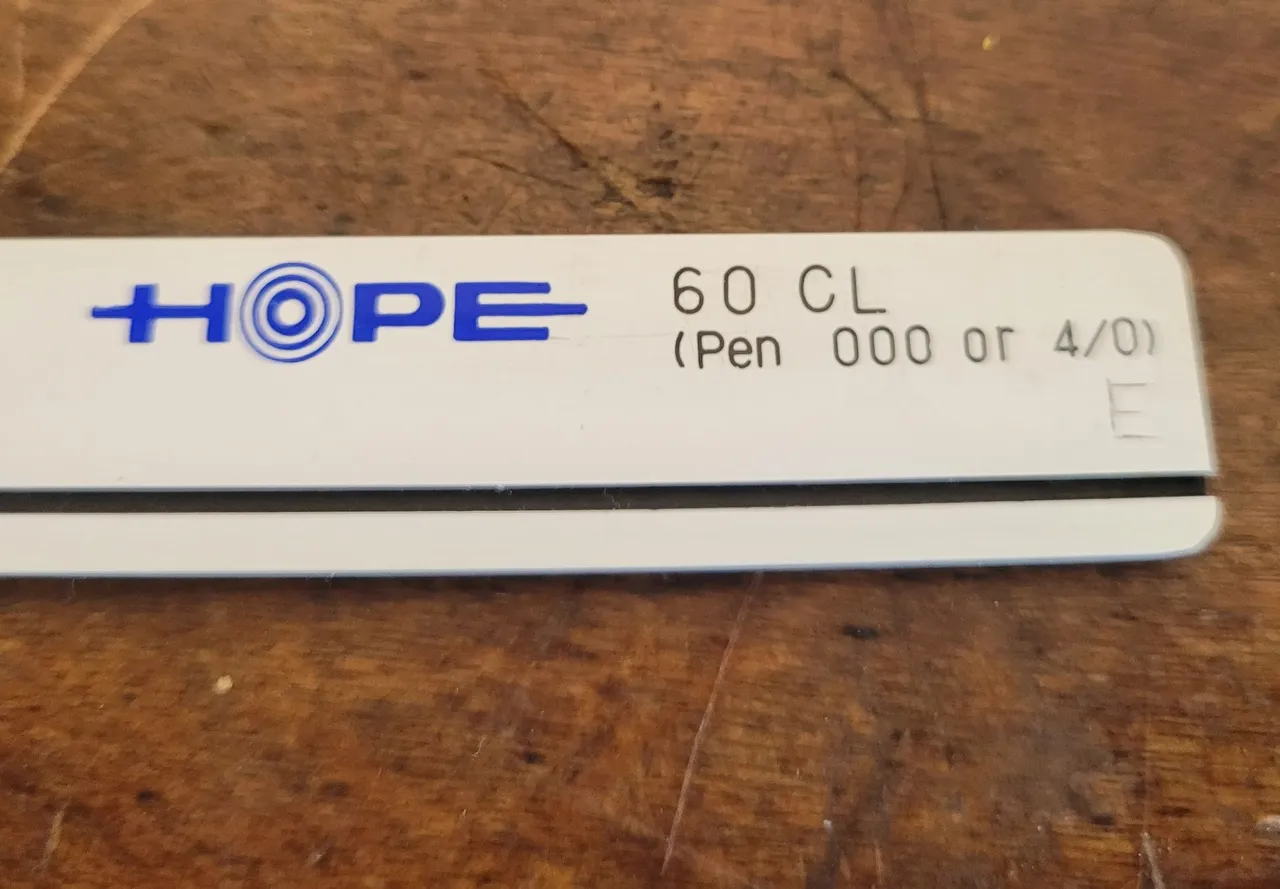 HOPE
60 CL
(Pen 000 or 4/0)
E